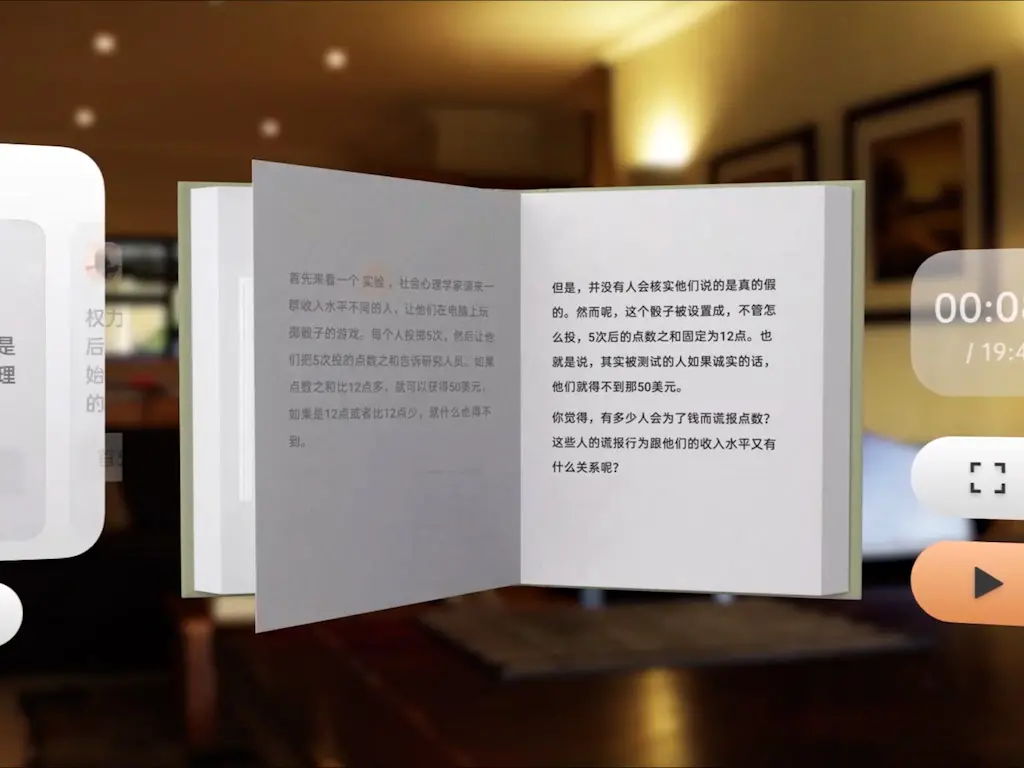 是
理
权力
后
始
的
喜先来看一个 实验 ，社会心理学家请来一
群收入水平不同的人，让他们在电脑上玩
掷骰子的游戏。每个人投掷5次，然后让他
们把5次投的点数之和告诉研究人员。如果
点数之和比12点多，就可以获得50美元，
如果是12点或者比12点少，就什么也得不
到。
但是，并没有人会核实他们说的是真的假
的。然而呢，这个骰子被设置成，不管怎
么投，5次后的点数之和固定为12点。也
就是说，其实被测试的人如果诚实的话，
他们就得不到那50美元。
你觉得，有多少人会为了钱而谎报点数？
这些人的谎报行为跟他们的收入水平又有
什么关系呢？
00:0
/ 19:4